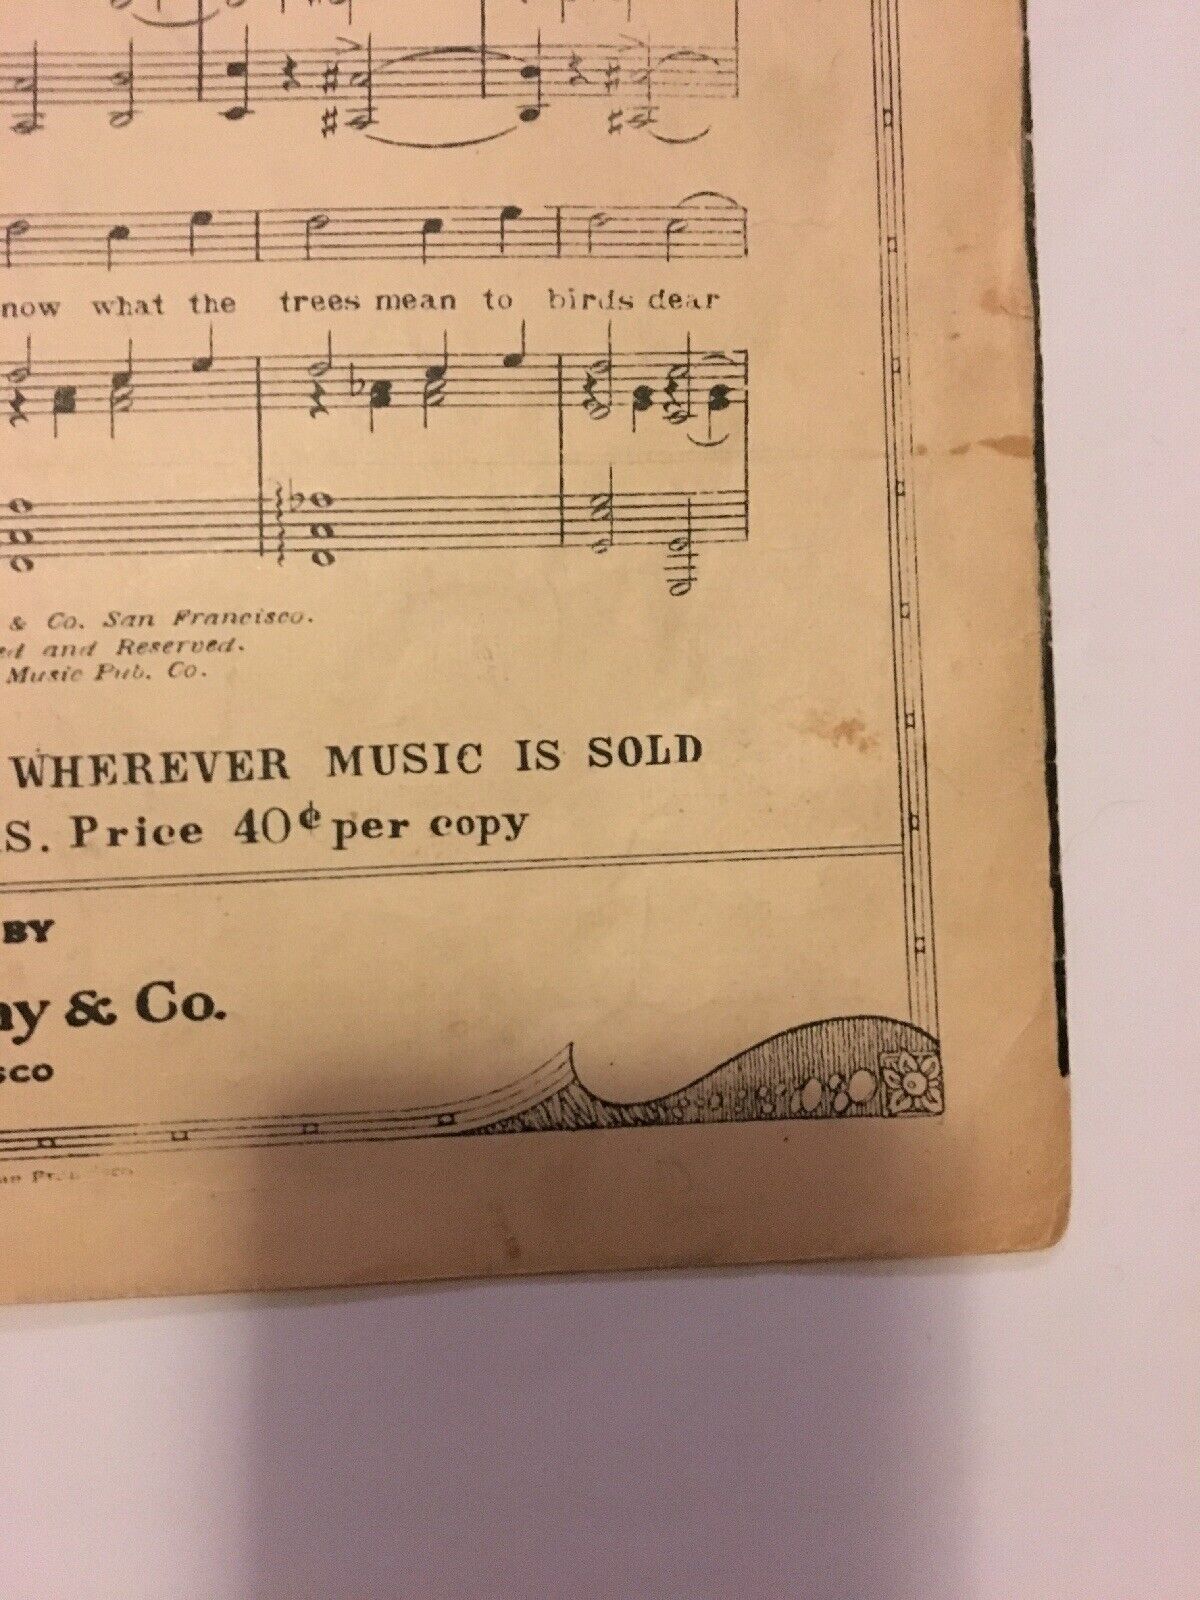 now what the trees mean to birds dear
& Co. San Francisco.
ed and Reserved.
Music Pub. Co.
WHEREVER MUSIC IS SOLD
S. Price 40¢ per copy
BY
ny & Co.
sco